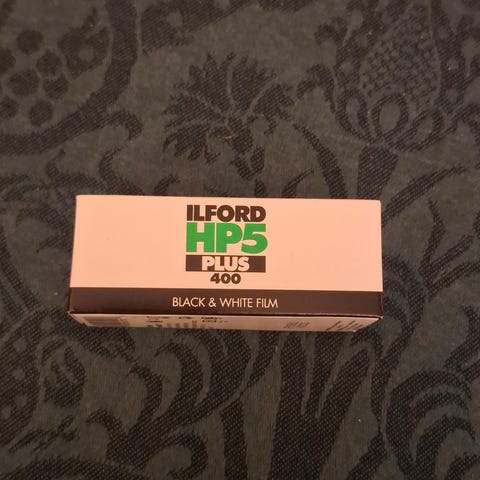 ILFORD
HP5
PLUS
400
BLACK & WHITE FILM